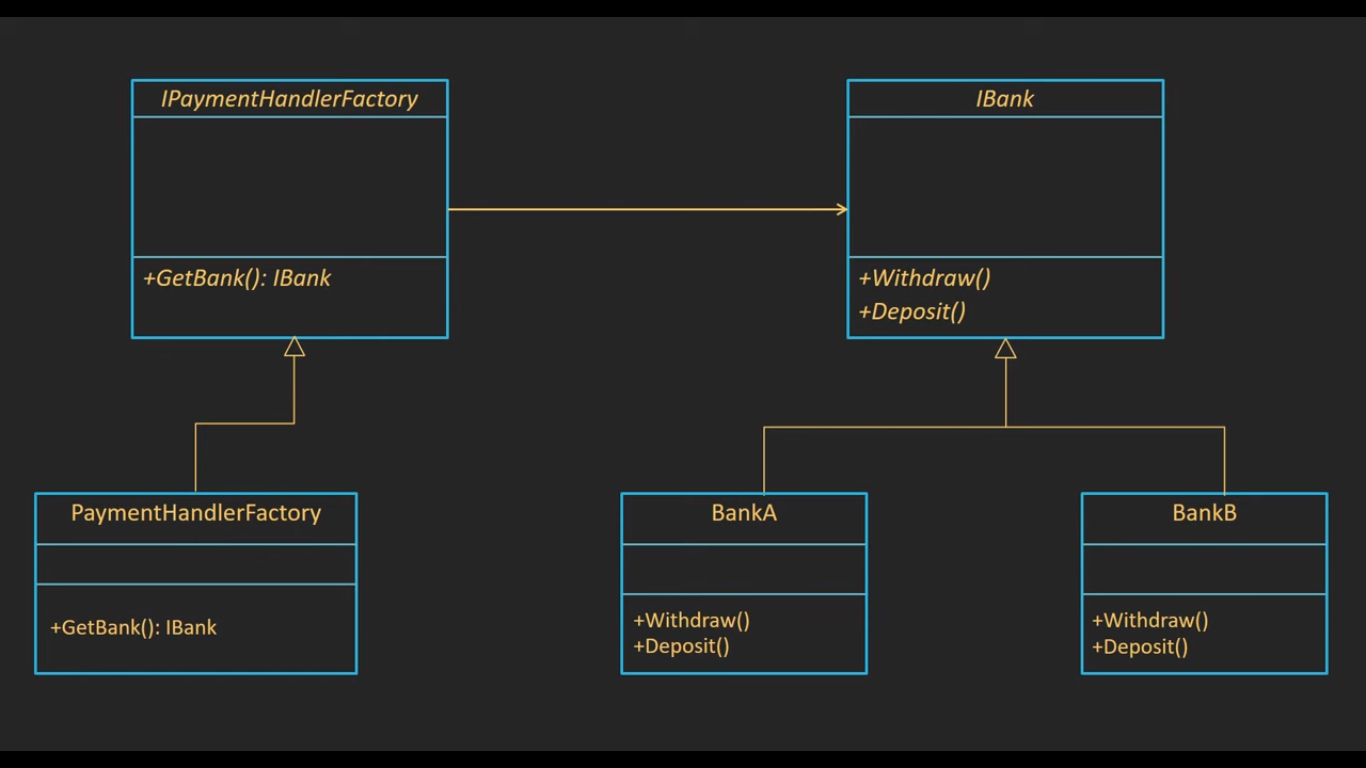 IPaymentHandlerFactory
+GetBank(): IBank
IBank
+Withdraw()
+Deposit()
PaymentHandlerFactory
+GetBank(): IBank
BankA
+Withdraw()
+Deposit()
BankB
+Withdraw()
+Deposit()